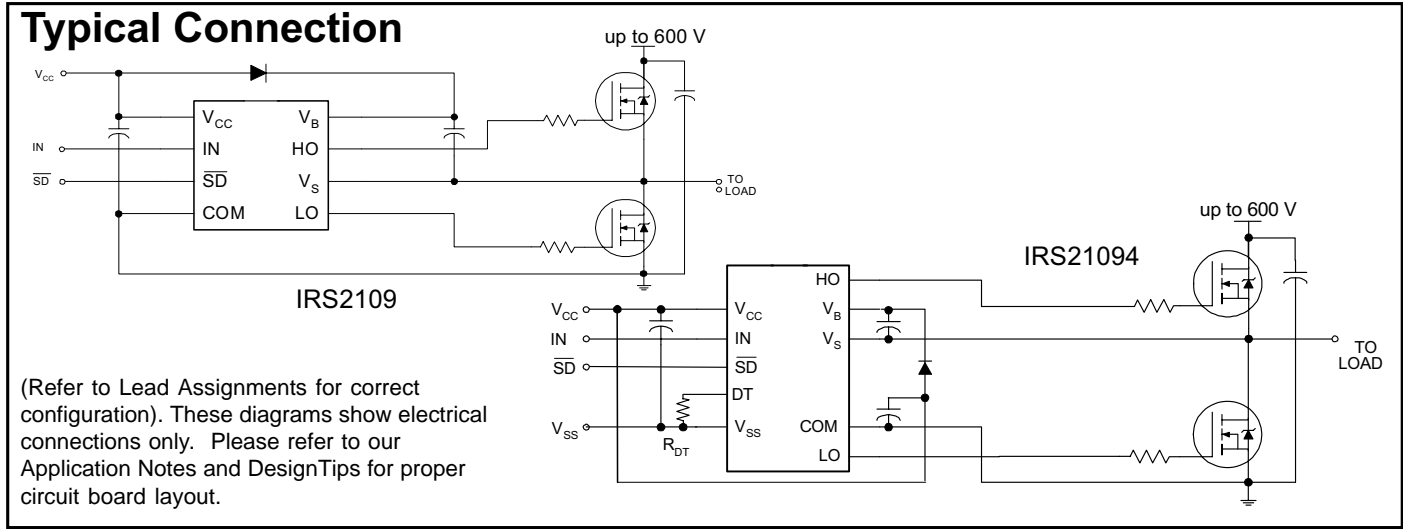 Typical Connection
up to 600 V
VCC
VCC
VB
IN
IN
HO
SD
SD
VS
TO
LOAD
COM
LO
IRS2109
up to 600 V
IRS21094
HO
VCC
VCC
VB
IN
IN
VS
TO
LOAD
SD
SD
DT
VSS
RDT
VSS
COM
LO
(Refer to Lead Assignments for correct
configuration). These diagrams show electrical
connections only. Please refer to our
Application Notes and DesignTips for proper
circuit board layout.